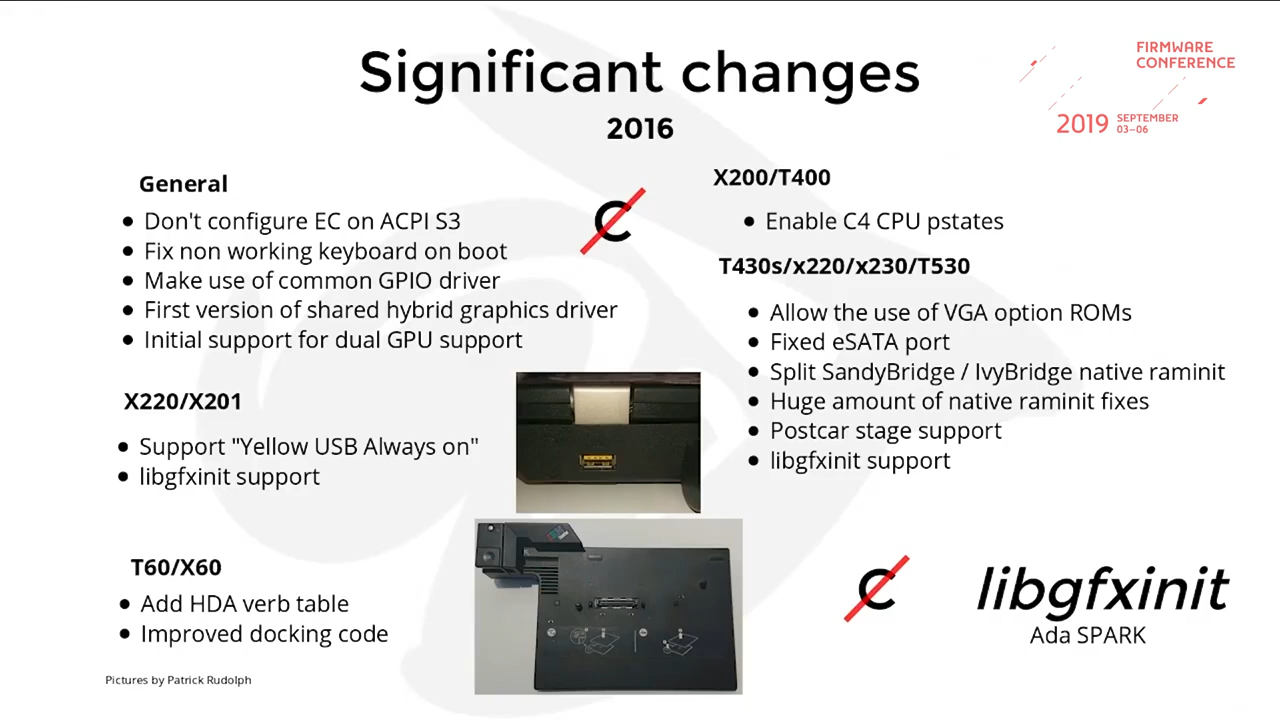 Significant changes
2016
FIRMWARE
CONFERENCE
2019 SEPTEMBER
03–06
General
• Don't configure EC on ACPI S3
• Fix non working keyboard on boot
• Make use of common GPIO driver
• First version of shared hybrid graphics driver
• Initial support for dual GPU support
C
X220/X201
• Support "Yellow USB Always on"
• libgfxinit support
T60/X60
• Add HDA verb table
• Improved docking code
Pictures by Patrick Rudolph
X200/T400
• Enable C4 CPU pstates
T430s/x220/x230/T530
• Allow the use of VGA option ROMs
• Fixed eSATA port
• Split SandyBridge / IvyBridge native raminit
• Huge amount of native raminit fixes
• Postcar stage support
• libgfxinit support
C
libgfxinit
Ada SPARK